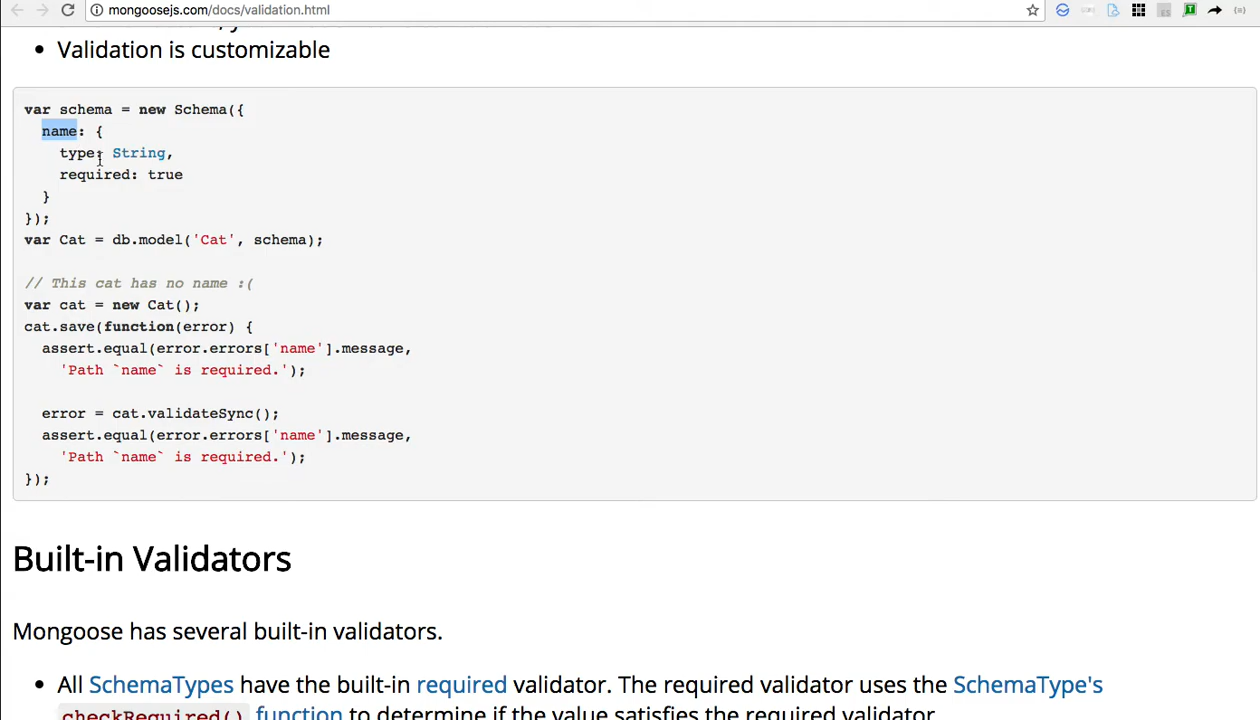 mongoosejs.com/docs/validation.html
• Validation is customizable
var schema = new Schema({
name: {
type: String,
required: true
}
});
var Cat = db.model('Cat', schema);
// This cat has no name :(
var cat = new Cat();
cat.save(function(error) {
assert.equal(error.errors['name'].message,
'Path `name` is required.');
error = cat.validateSync();
assert.equal(error.errors['name'].message,
'Path `name` is required.');
});
Built-in Validators
Mongoose has several built-in validators.
• All SchemaTypes have the built-in required validator. The required validator uses the SchemaType's
checkRequired() function to determine if the value satisfies the required validator.